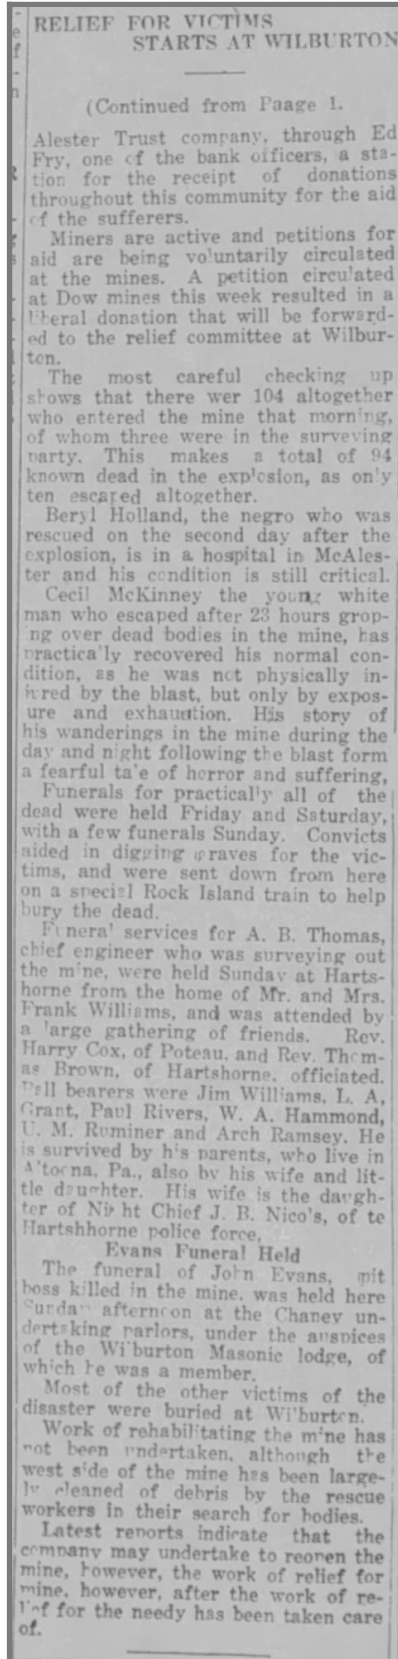 RELIEF FOR VICTIMS
STARTS AT WILBURTON
(Continued from Paage 1.
Alester Trust company, through Ed
Fry, one of the bank officers, a sta-
tion for the receipt of donations
throughout this community for the aid
of the sufferers.
Miners are active and petitions for
aid are being voluntarily circulated
at the mines. A petition circulated
at Dow mines this week resulted in a
liberal donation that will be forward-
ed to the relief committee at Wilbur-
ton.
The most careful checking up
shows that there wer 104 altogether
who entered the mine that morning,
of whom three were in the surveying
party. This makes a total of 94
known dead in the explosion, as only
ten escaped altogether.
Beryl Holland, the negro who was
rescued on the second day after the
explosion, is in a hospital in McAles-
ter and his condition is still critical.
Cecil McKinney the young white
man who escaped after 23 hours grop-
ng over dead bodies in the mine, has
practically recovered his normal con-
dition, as he was not physically in-
jured by the blast, but only by expos-
ure and exhaustion. His story of
his wanderings in the mine during the
day and night following the blast form
a fearful tale of horror and suffering,
Funerals for practically all of the
dead were held Friday and Saturday,
with a few funerals Sunday. Convicts
aided in digging graves for the vic-
tims, and were sent down from here
on a special Rock Island train to help
bury the dead.
Funeral services for A. B. Thomas,
chief engineer who was surveying out
the mine, were held Sunday at Harts-
horne from the home of Mr. and Mrs.
Frank Williams, and was attended by
a large gathering of friends. Rev.
Harry Cox, of Poteau, and Rev. Thom-
as Brown, of Hartshorne, officiated.
Pall bearers were Jim Williams, L. A,
Grant, Paul Rivers, W. A. Hammond,
U. M. Ruminer and Arch Ramsey. He
is survived by his parents, who live in
Altoona, Pa., also by his wife and lit-
tle daughter. His wife is the daugh-
ter of Night Chief J. B. Nicols, of te
Hartshhorne police force,
Evans Funeral Held
The funeral of John Evans, pit
boss killed in the mine, was held here
Sunday afternoon at the Chaney un-
dertaking parlors, under the auspices
of the Wilburton Masonic lodge, of
which he was a member.
Most of the other victims of the
disaster were buried at Wilburton.
Work of rehabilitating the mine has
not been undertaken, although the
west side of the mine has been large-
ly cleaned of debris by the rescue
workers in their search for bodies.
Latest reports indicate that the
company may undertake to reopen the
mine, however, the work of relief for
mine, however, after the work of re-
lief for the needy has been taken care
of.